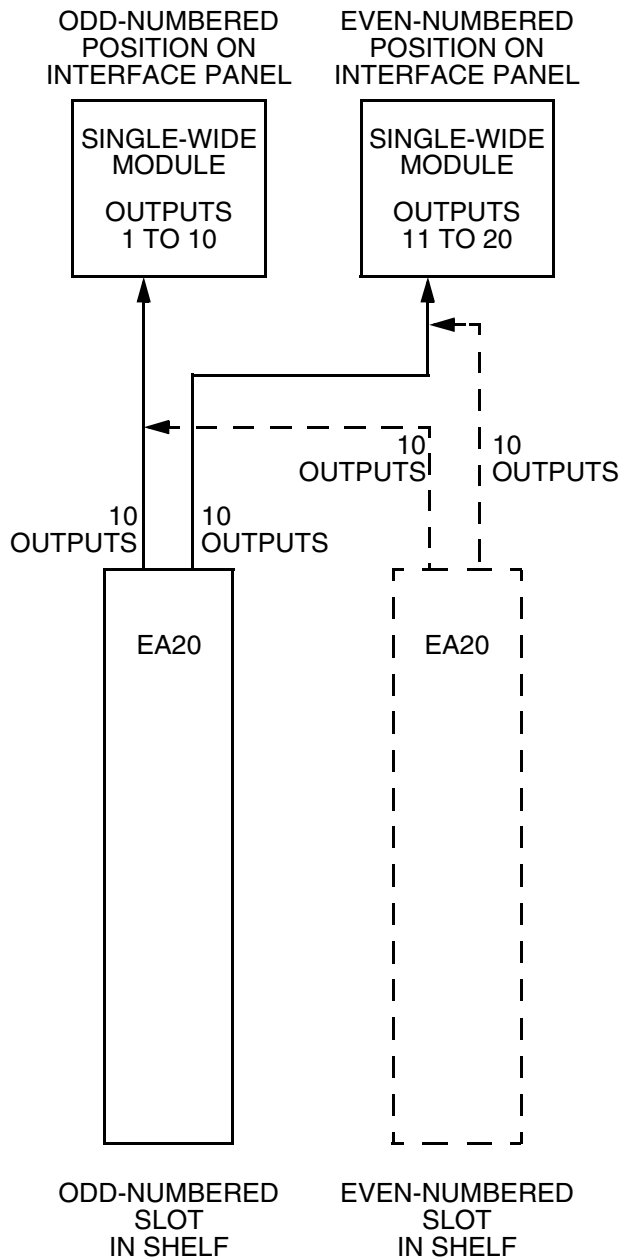 ODD-NUMBERED
POSITION ON
INTERFACE PANEL
EVEN-NUMBERED
POSITION ON
INTERFACE PANEL
SINGLE-WIDE
MODULE
OUTPUTS
1 TO 10
SINGLE-WIDE
MODULE
OUTPUTS
11 TO 20
10
OUTPUTS
10
OUTPUTS
10
OUTPUTS
10
OUTPUTS
EA20
EA20
ODD-NUMBERED
SLOT
IN SHELF
EVEN-NUMBERED
SLOT
IN SHELF